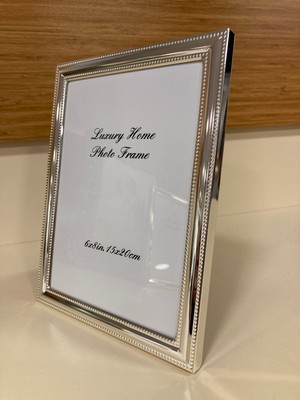 Luxury Home
Photo Frame
6x8in. 15x20cm